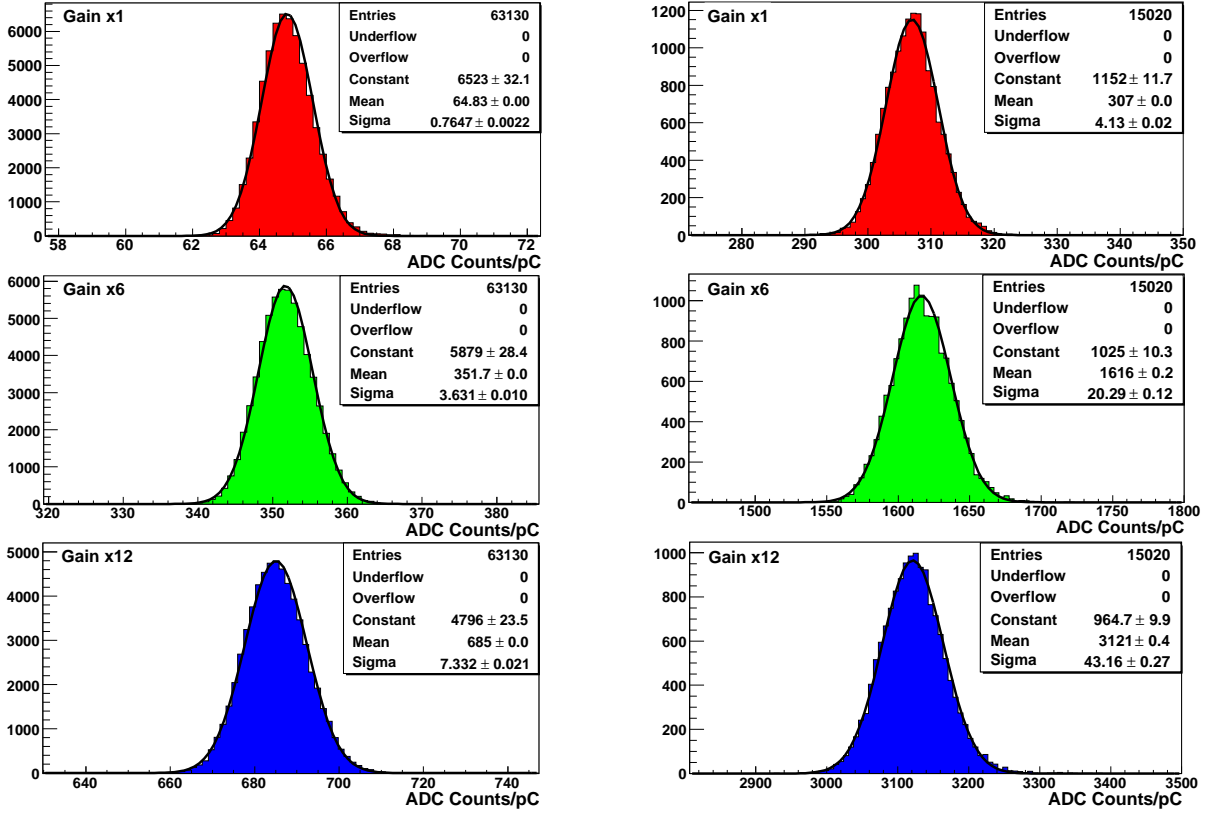 Gain x1
Entries 63130
Underflow 0
Overflow 0
Constant 6523 ± 32.1
Mean 64.83 ± 0.00
Sigma 0.7647 ± 0.0022
6000
5000
4000
3000
2000
1000
0
58 60 62 64 66 68 70 72
ADC Counts/pC
Gain x1
Entries 15020
Underflow 0
Overflow 0
Constant 1152 ± 11.7
Mean 307 ± 0.0
Sigma 4.13 ± 0.02
1200
1000
800
600
400
200
0
280 290 300 310 320 330 340 350
ADC Counts/pC
Gain x6
Entries 63130
Underflow 0
Overflow 0
Constant 5879 ± 28.4
Mean 351.7 ± 0.0
Sigma 3.631 ± 0.010
6000
5000
4000
3000
2000
1000
0
320 330 340 350 360 370 380
ADC Counts/pC
Gain x6
Entries 15020
Underflow 0
Overflow 0
Constant 1025 ± 10.3
Mean 1616 ± 0.2
Sigma 20.29 ± 0.12
1000
800
600
400
200
0
1500 1550 1600 1650 1700 1750 1800
ADC Counts/pC
Gain x12
Entries 63130
Underflow 0
Overflow 0
Constant 4796 ± 23.5
Mean 685 ± 0.0
Sigma 7.332 ± 0.021
5000
4000
3000
2000
1000
0
640 660 680 700 720 740
ADC Counts/pC
Gain x12
Entries 15020
Underflow 0
Overflow 0
Constant 964.7 ± 9.9
Mean 3121 ± 0.4
Sigma 43.16 ± 0.27
1000
800
600
400
200
0
2900 3000 3100 3200 3300 3400 3500
ADC Counts/pC